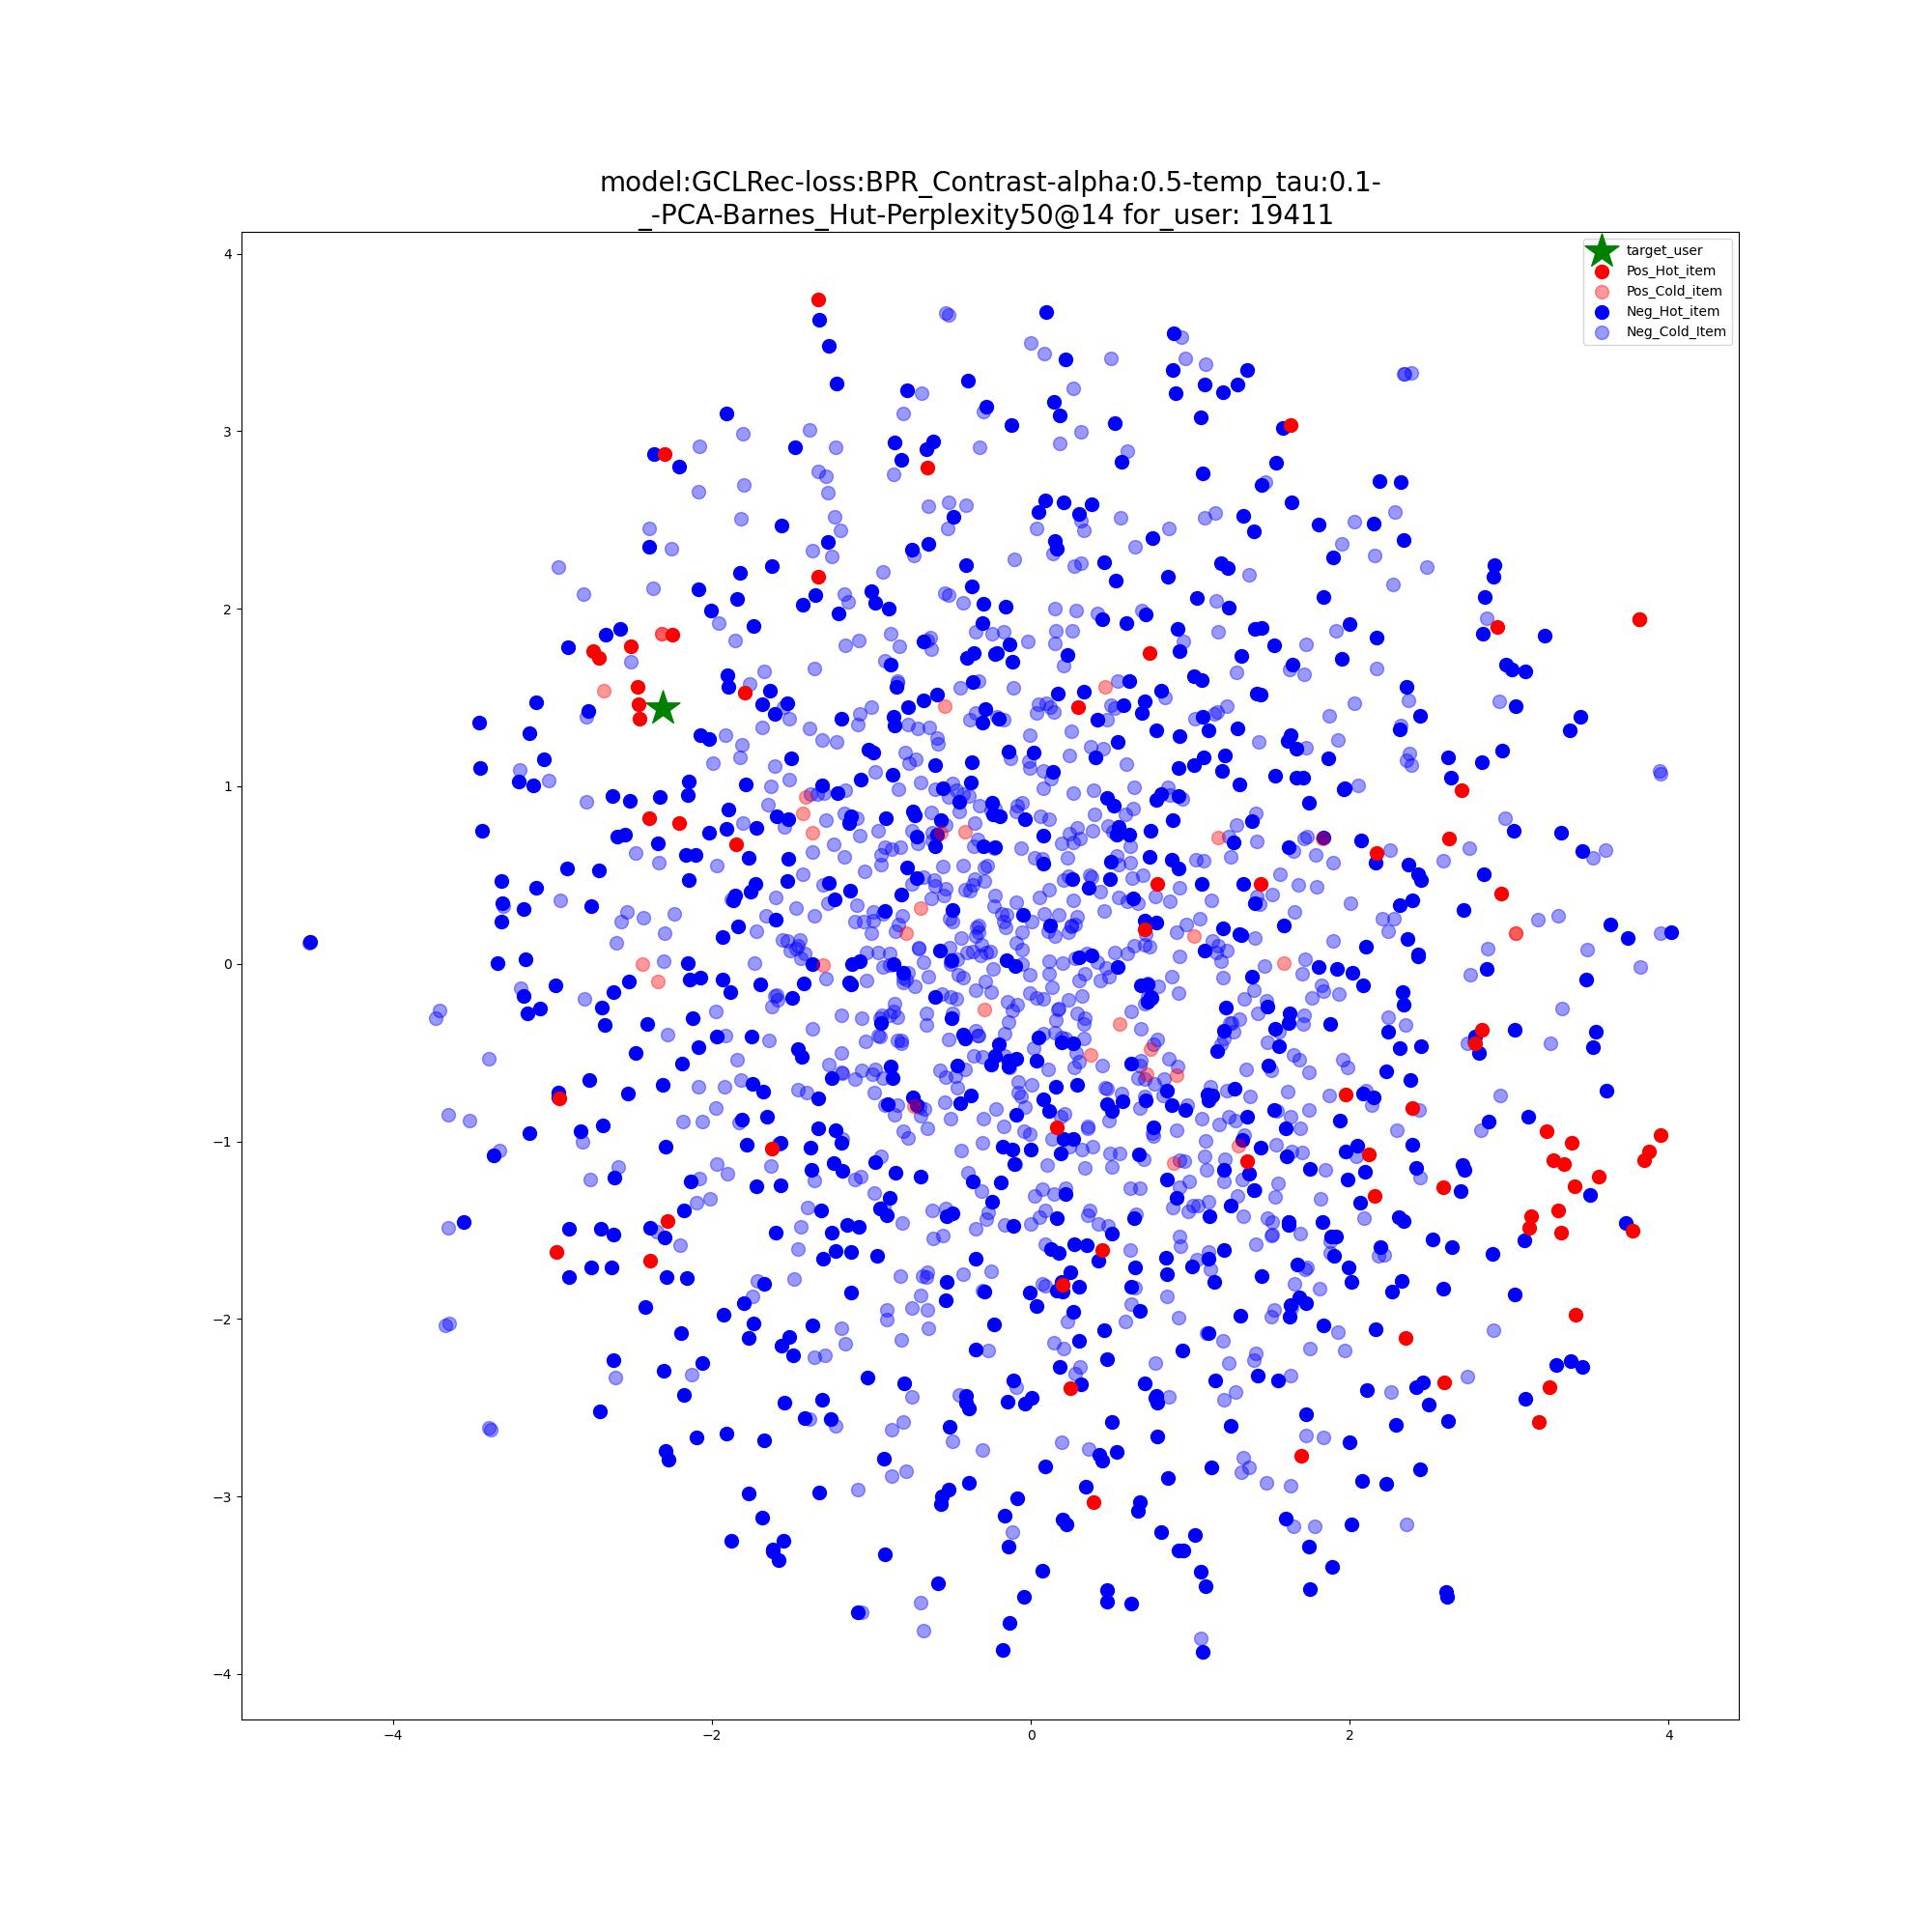 model:GCLRec-loss:BPR_Contrast-alpha:0.5-temp_tau:0.1-
_-PCA-Barnes_Hut-Perplexity50@14 for_user: 19411
target_user
Pos_Hot_item
Pos_Cold_item
Neg_Hot_item
Neg_Cold_Item
4
3
2
1
0
−1
−2
−3
−4
−4 −2 0 2 4